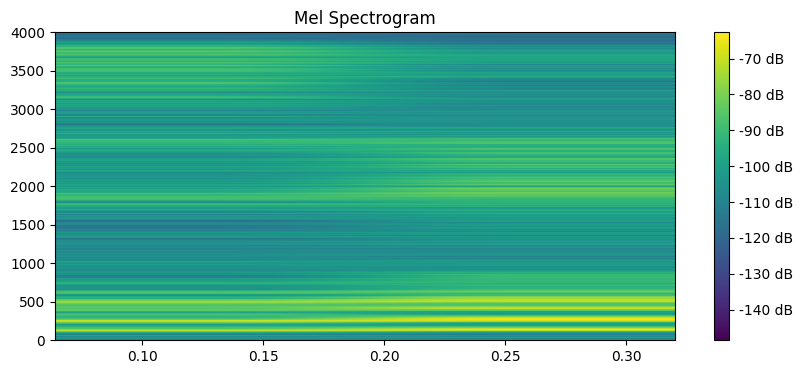 Mel Spectrogram
4000
3500
3000
2500
2000
1500
1000
500
0
0.10
0.15
0.20
0.25
0.30
-70 dB
-80 dB
-90 dB
-100 dB
-110 dB
-120 dB
-130 dB
-140 dB